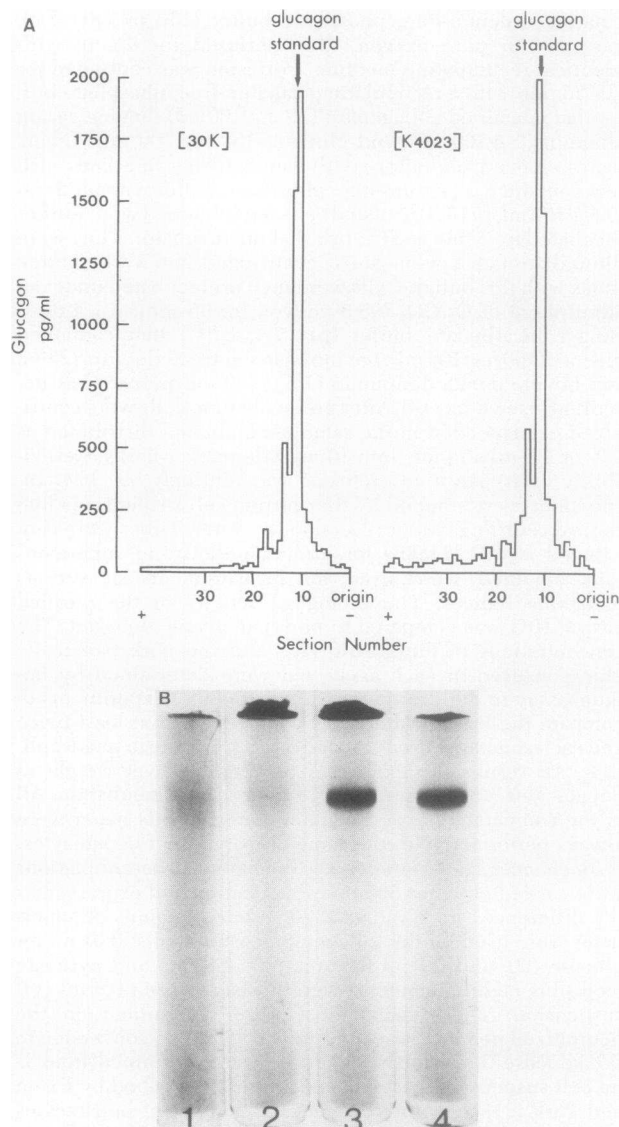 A
glucagon glucagon
standard standard
2000
1750
1500
1250
1000
750
500
250
0
[30K] [K4023]
Glucagon
pg/ml
30 20 10 origin 30 20 10 origin
+ − + −
Section Number
B
1 2 3 4